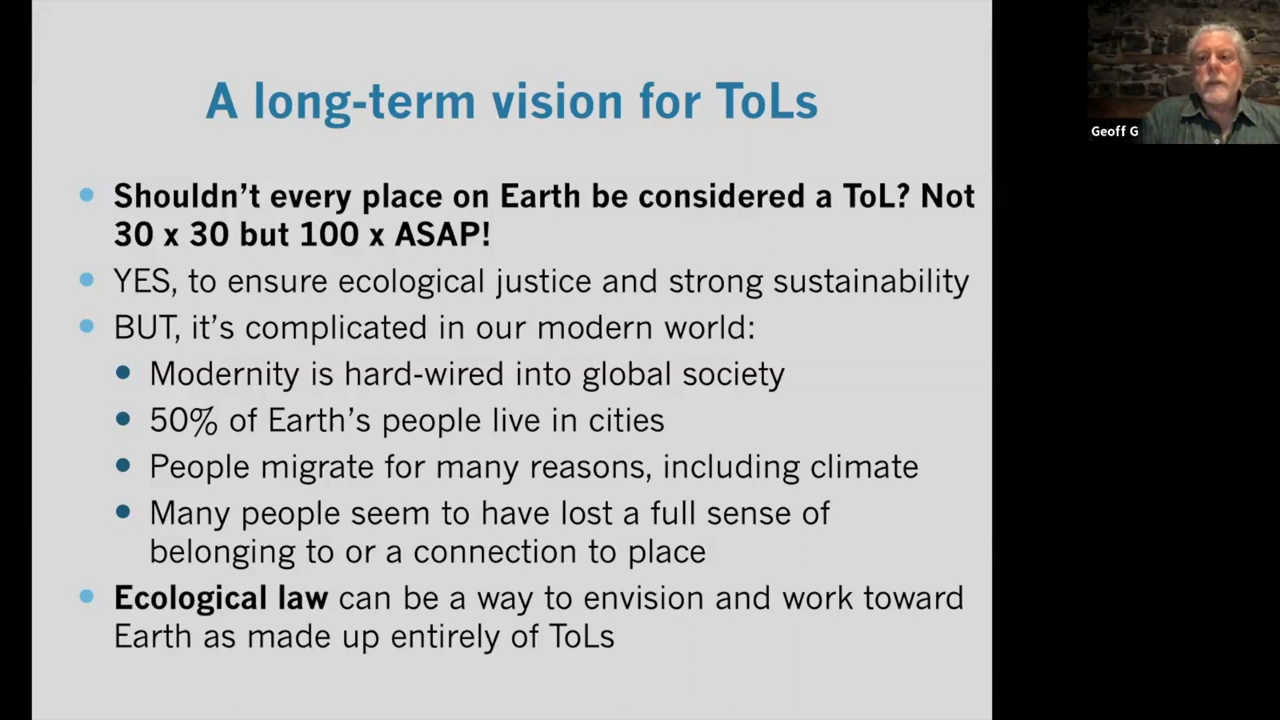 A long-term vision for ToLs
• Shouldn't every place on Earth be considered a ToL? Not
30 x 30 but 100 x ASAP!
• YES, to ensure ecological justice and strong sustainability
• BUT, it's complicated in our modern world:
• Modernity is hard-wired into global society
• 50% of Earth's people live in cities
• People migrate for many reasons, including climate
• Many people seem to have lost a full sense of
belonging to or a connection to place
• Ecological law can be a way to envision and work toward
Earth as made up entirely of ToLs
Geoff G